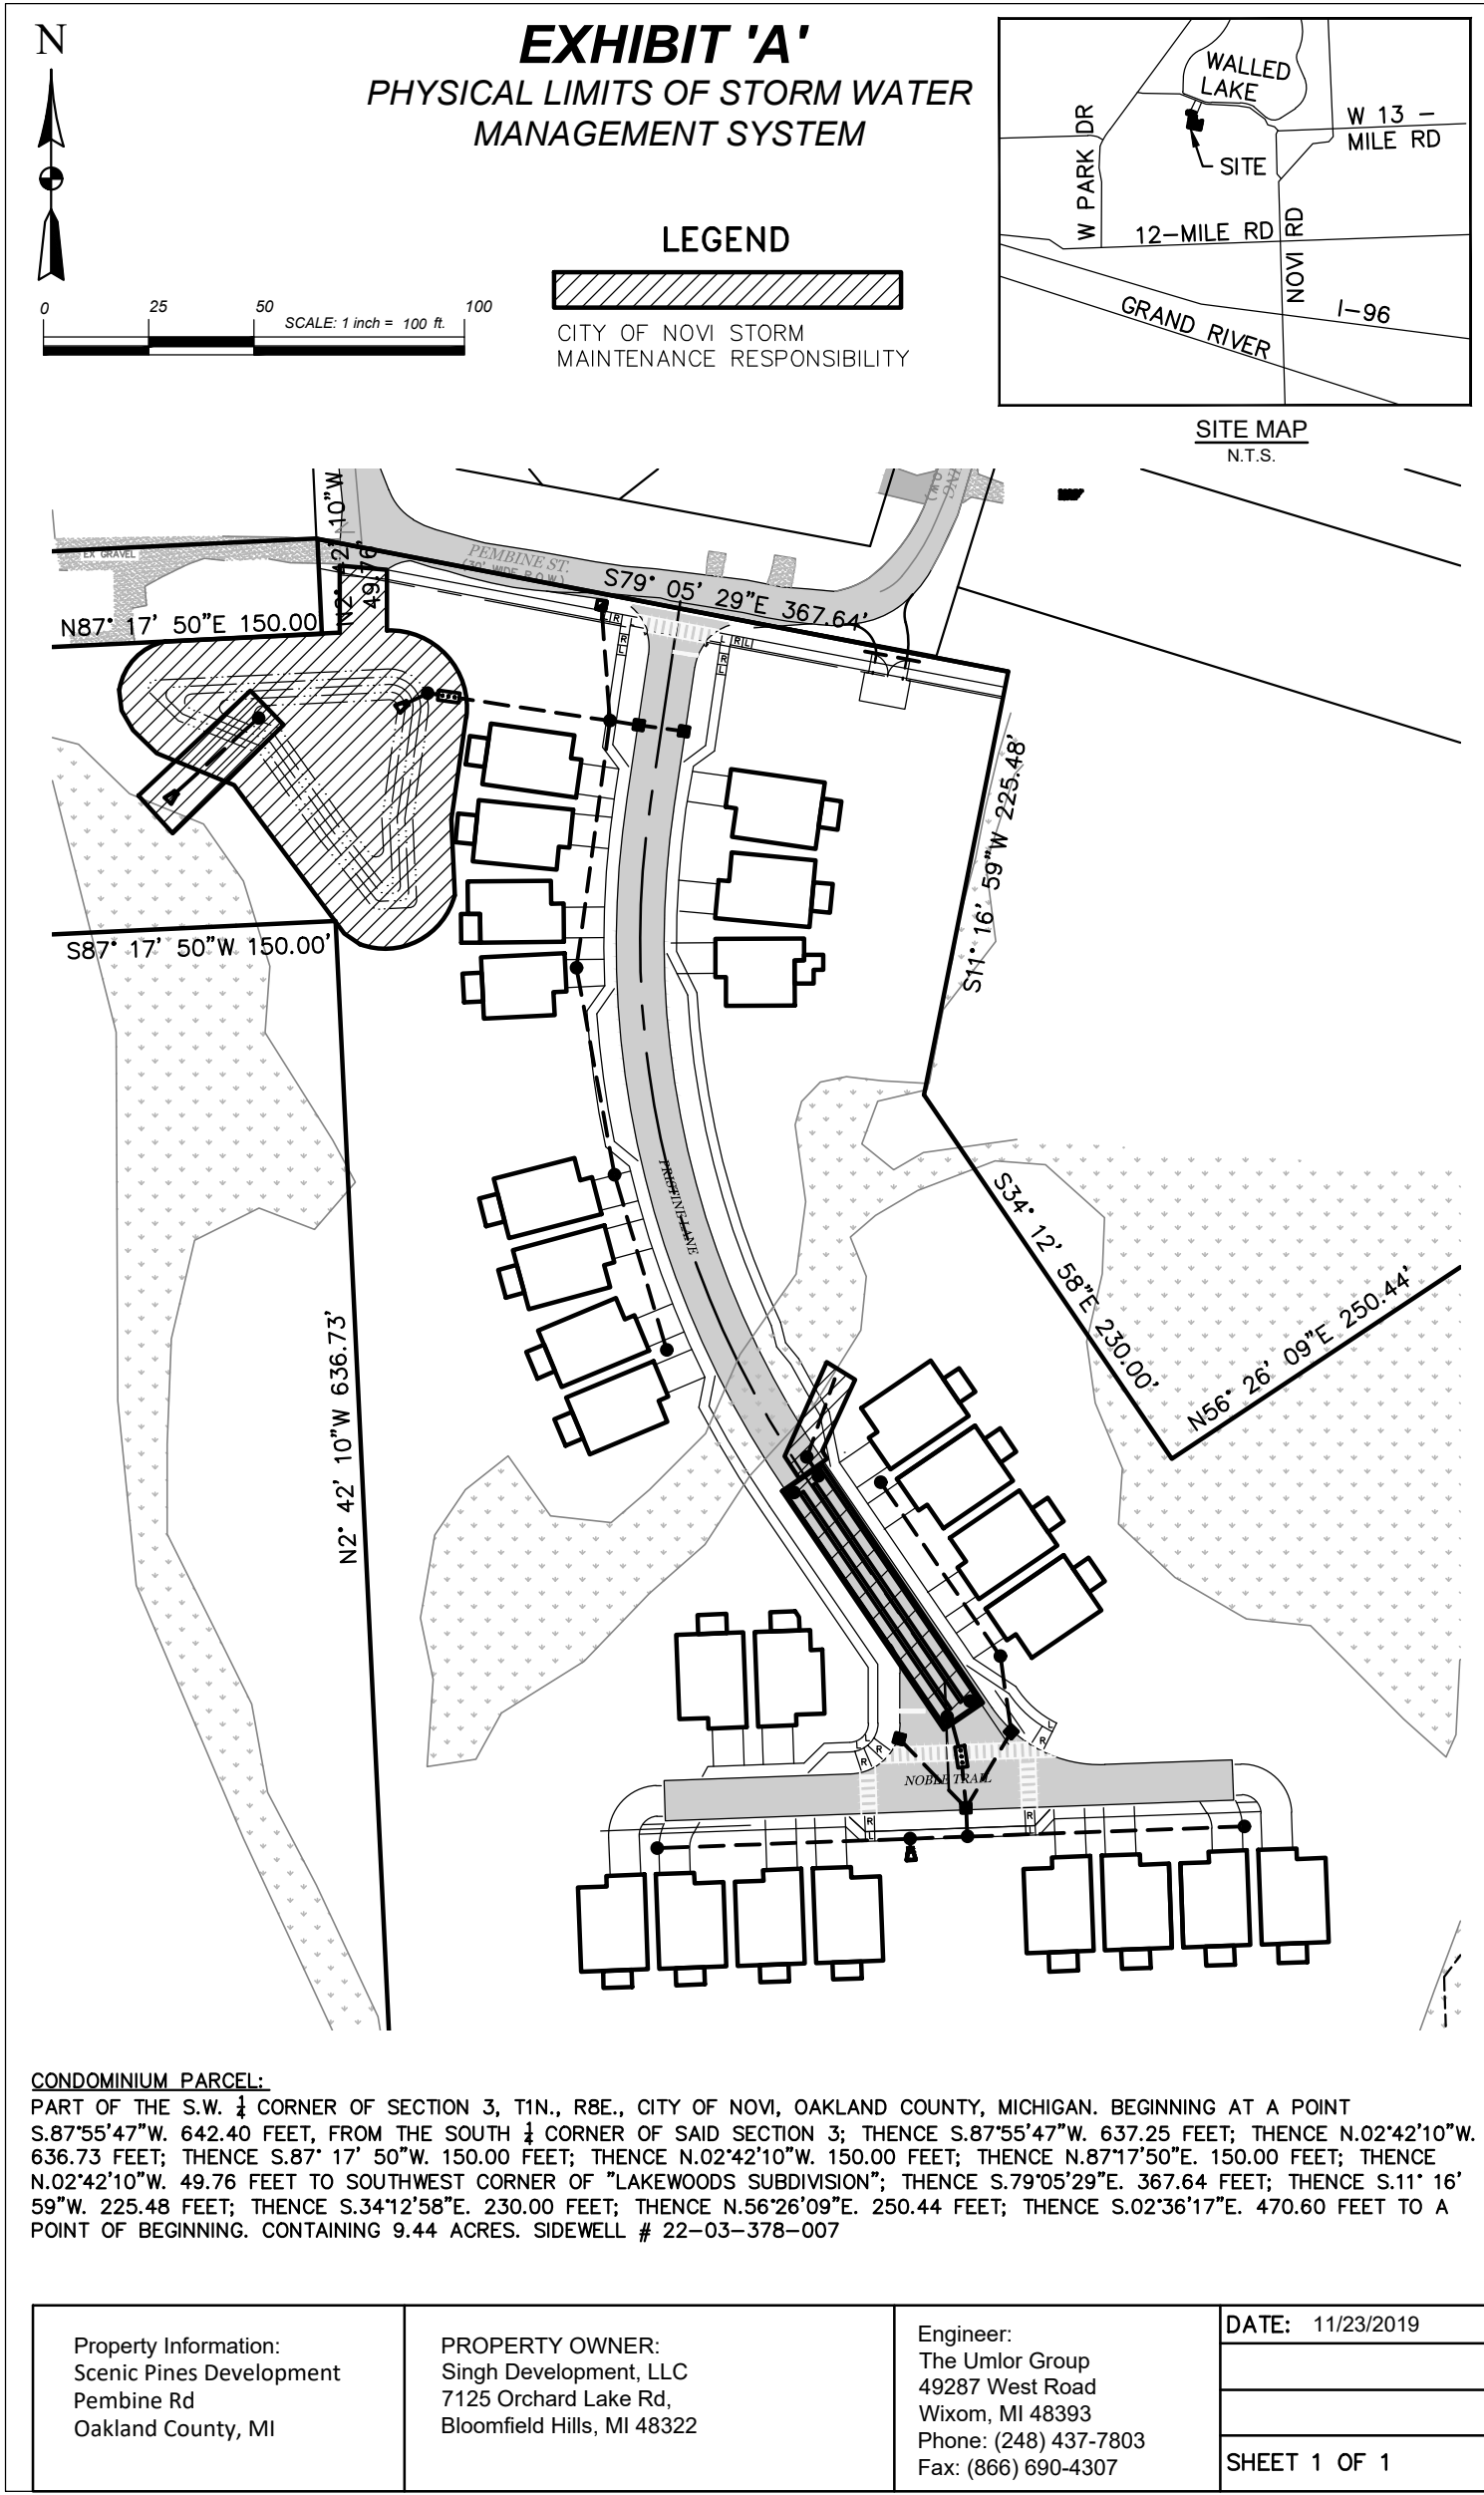 N
EXHIBIT 'A'
PHYSICAL LIMITS OF STORM WATER
MANAGEMENT SYSTEM
0 25 50 100
SCALE: 1 inch = 100 ft.
LEGEND
CITY OF NOVI STORM
MAINTENANCE RESPONSIBILITY
WALLED
LAKE
W PARK DR
W 13 –
MILE RD
SITE
12–MILE RD
NOVI RD
GRAND RIVER
I–96
SITE MAP
N.T.S.
EX GRAVEL
PEMBINE ST.
(30' WIDE R.O.W.)
S79° 05' 29"E 367.64'
N2° 42' 10"W
49.76'
N87° 17' 50"E 150.00
R
L
R
L
L
R
L
R
L
S11° 16' 59"W 225.48'
S87° 17' 50"W 150.00'
PRISTINE LANE
S34° 12' 58"E 230.00'
N56° 26' 09"E 250.44'
N2° 42' 10"W 636.73'
L
R
L
R
L
R
NOBLE TRAIL
R
L
R
L
CONDOMINIUM PARCEL:
PART OF THE S.W. 1/4 CORNER OF SECTION 3, T1N., R8E., CITY OF NOVI, OAKLAND COUNTY, MICHIGAN. BEGINNING AT A POINT
S.87°55'47"W. 642.40 FEET, FROM THE SOUTH 1/4 CORNER OF SAID SECTION 3; THENCE S.87°55'47"W. 637.25 FEET; THENCE N.02°42'10"W.
636.73 FEET; THENCE S.87° 17' 50"W. 150.00 FEET; THENCE N.02°42'10"W. 150.00 FEET; THENCE N.87°17'50"E. 150.00 FEET; THENCE
N.02°42'10"W. 49.76 FEET TO SOUTHWEST CORNER OF "LAKEWOODS SUBDIVISION"; THENCE S.79°05'29"E. 367.64 FEET; THENCE S.11° 16'
59"W. 225.48 FEET; THENCE S.34°12'58"E. 230.00 FEET; THENCE N.56°26'09"E. 250.44 FEET; THENCE S.02°36'17"E. 470.60 FEET TO A
POINT OF BEGINNING. CONTAINING 9.44 ACRES. SIDEWELL # 22–03–378–007
Property Information:
Scenic Pines Development
Pembine Rd
Oakland County, MI
PROPERTY OWNER:
Singh Development, LLC
7125 Orchard Lake Rd,
Bloomfield Hills, MI 48322
Engineer:
The Umlor Group
49287 West Road
Wixom, MI 48393
Phone: (248) 437-7803
Fax: (866) 690-4307
DATE: 11/23/2019
SHEET 1 OF 1